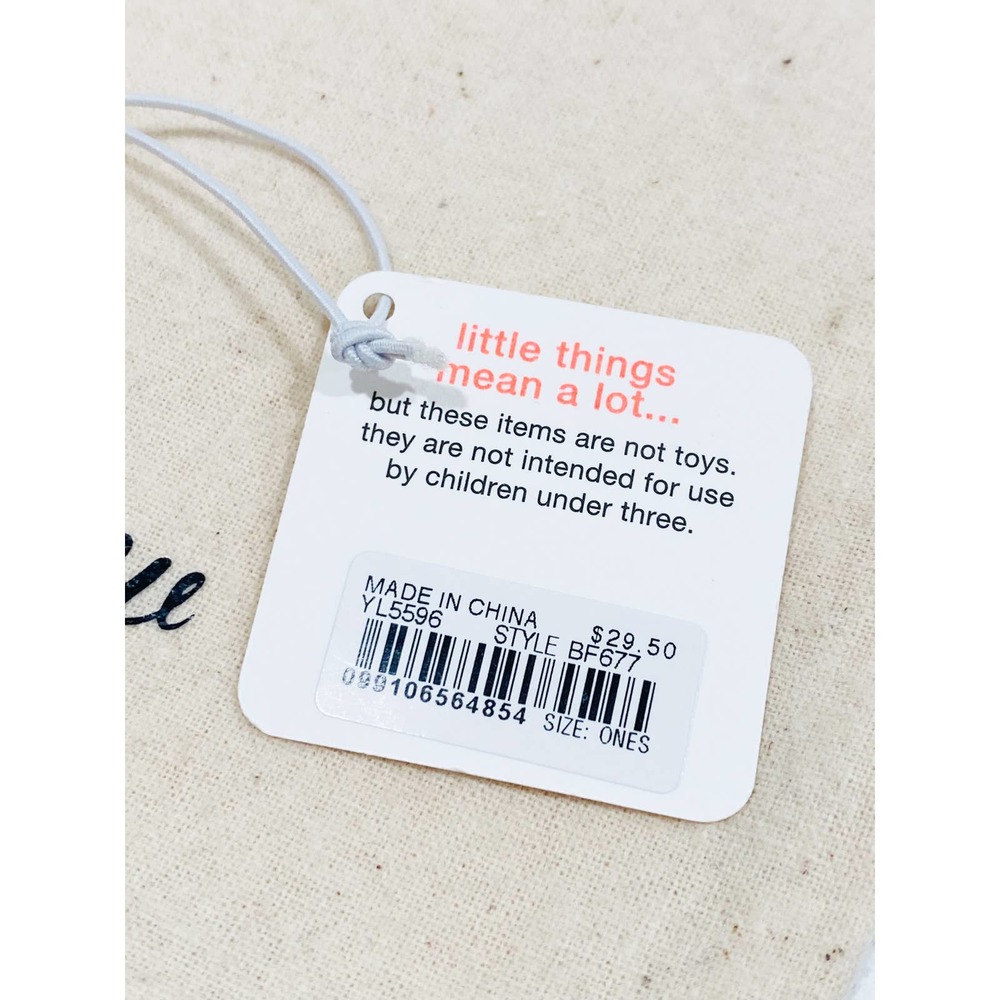 little things
mean a lot...
but these items are not toys.
they are not intended for use
by children under three.
MADE IN CHINA $29.50
YL5596 STYLE BF677
099106564854 SIZE: ONES